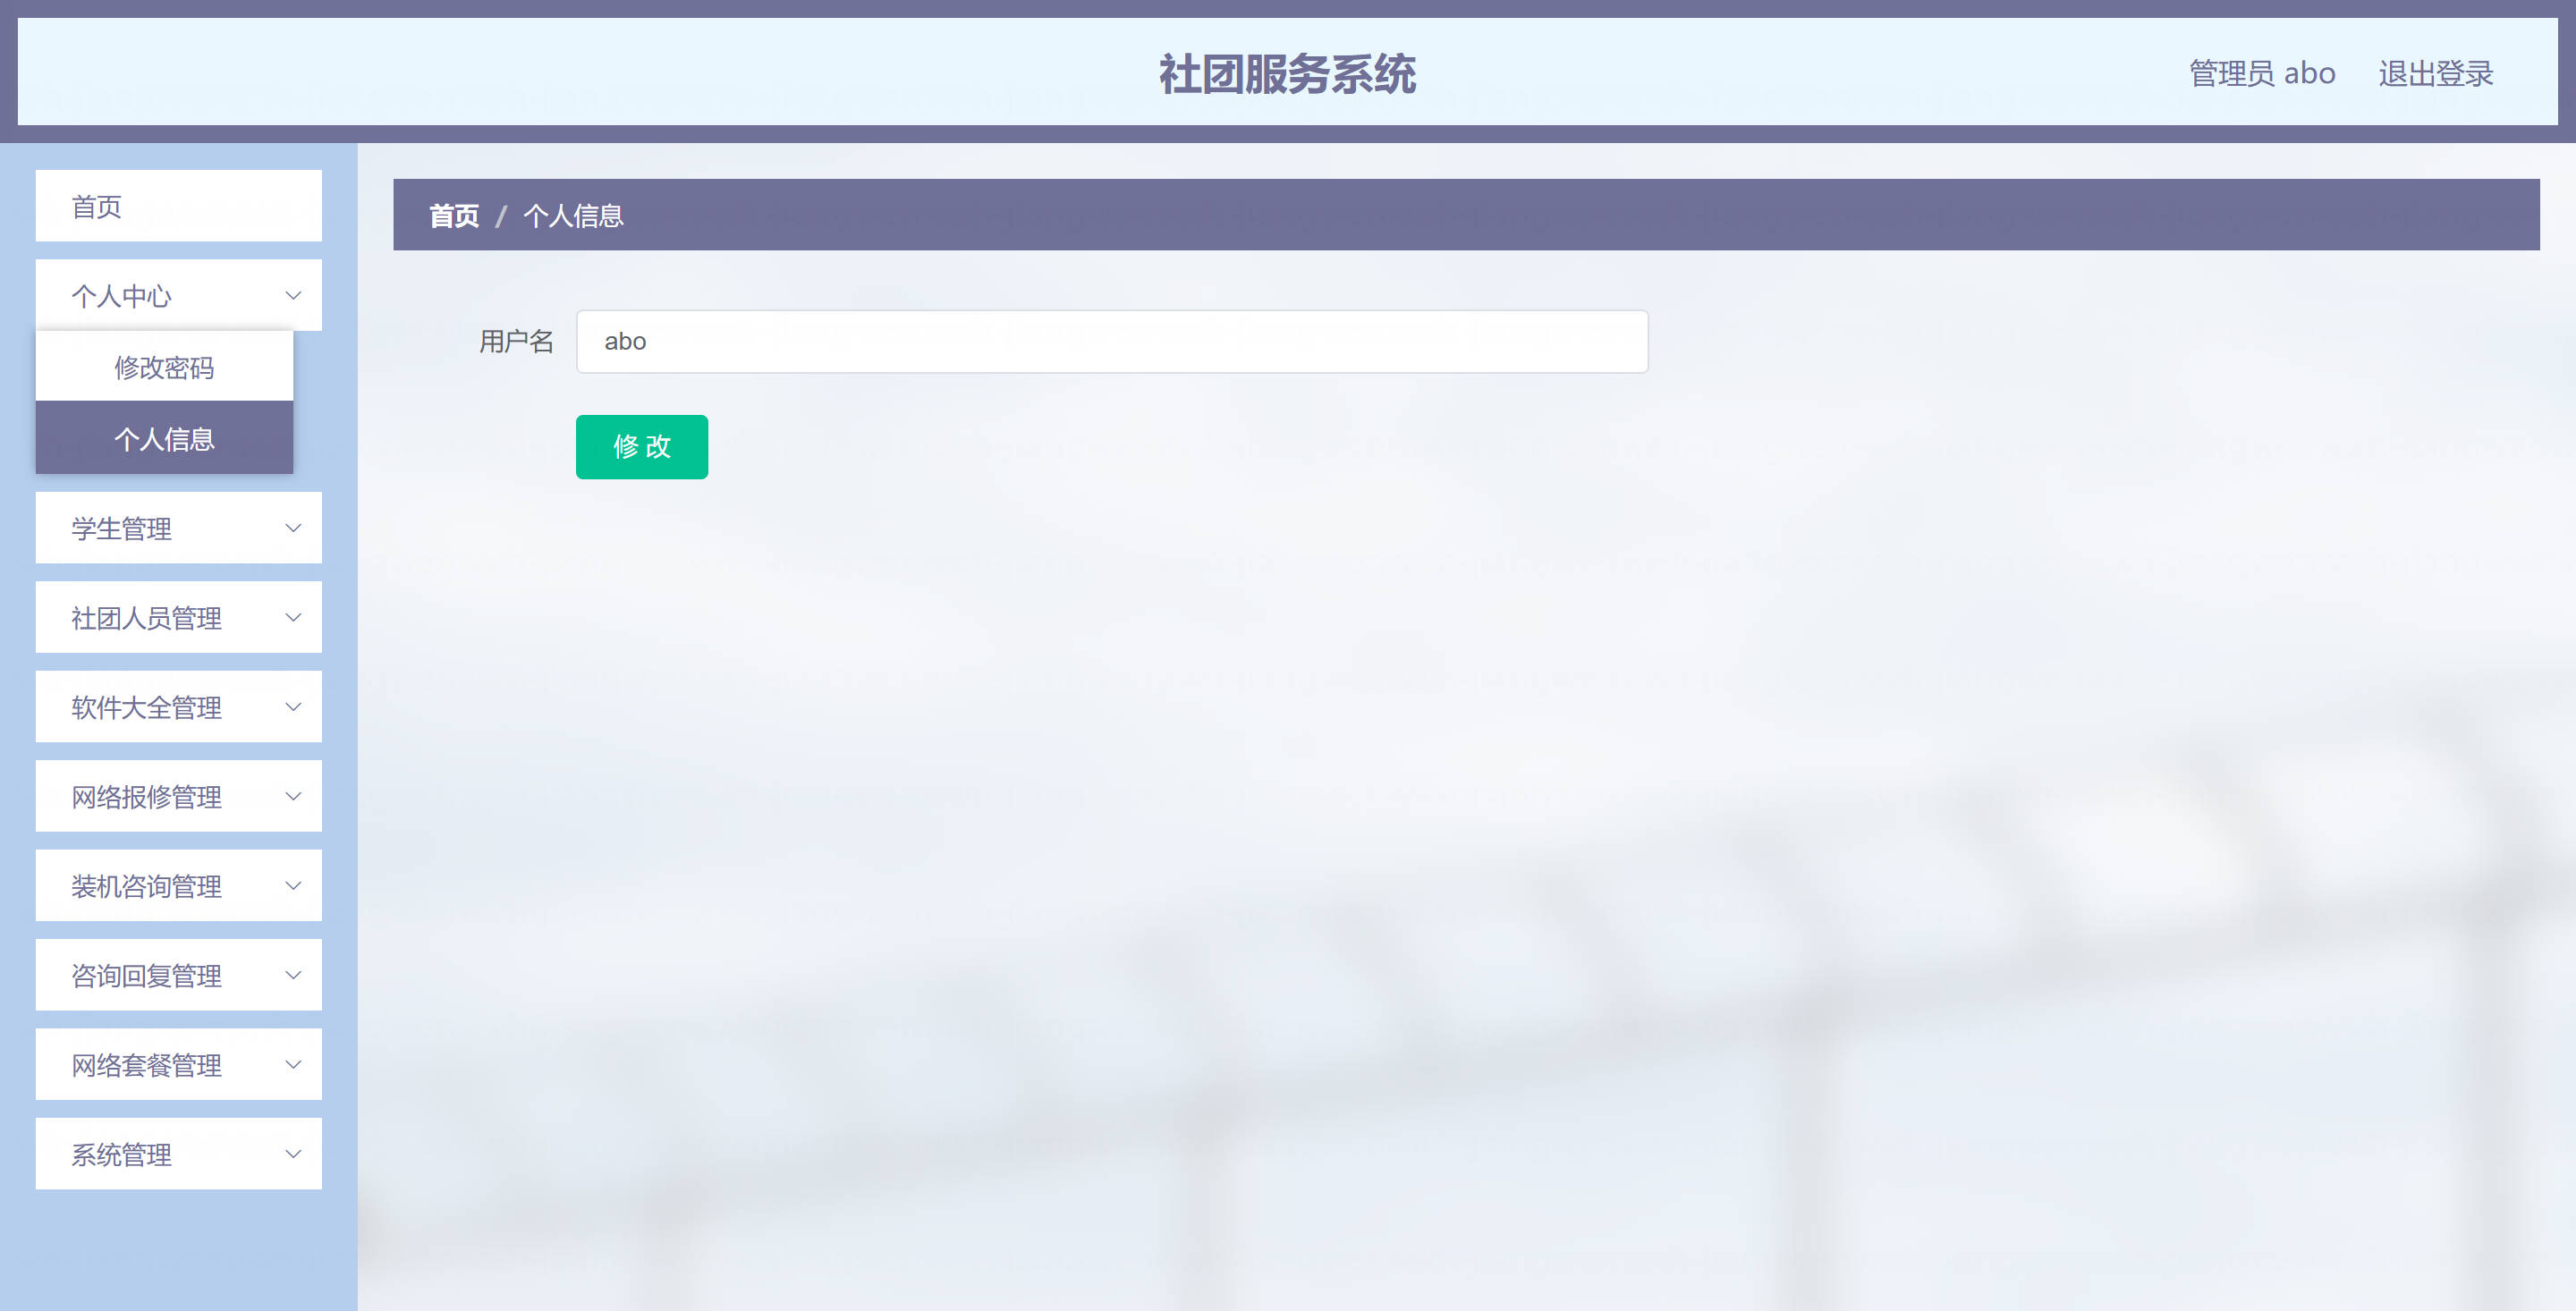 社团服务系统
管理员 abo
退出登录
首页
个人中心
修改密码
个人信息
学生管理
社团人员管理
软件大全管理
网络报修管理
装机咨询管理
咨询回复管理
网络套餐管理
系统管理
首页 / 个人信息
用户名 abo
修 改